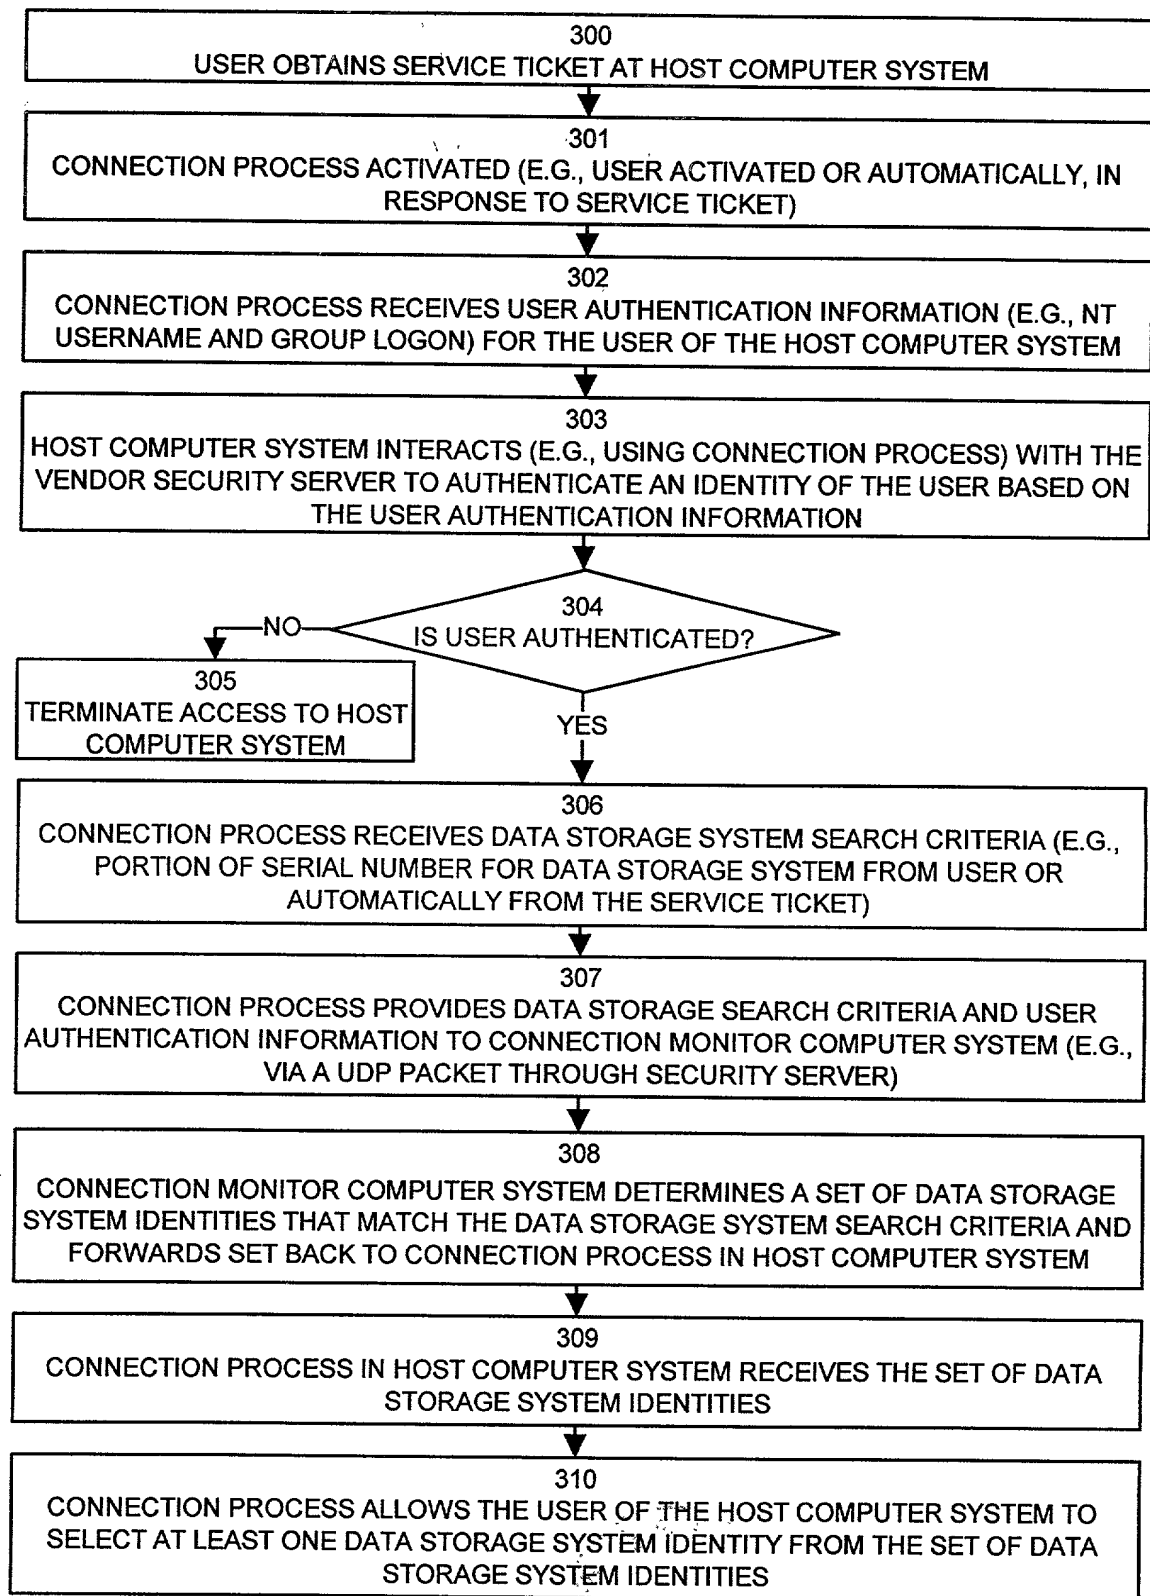 300
USER OBTAINS SERVICE TICKET AT HOST COMPUTER SYSTEM
301
CONNECTION PROCESS ACTIVATED (E.G., USER ACTIVATED OR AUTOMATICALLY, IN
RESPONSE TO SERVICE TICKET)
302
CONNECTION PROCESS RECEIVES USER AUTHENTICATION INFORMATION (E.G., NT
USERNAME AND GROUP LOGON) FOR THE USER OF THE HOST COMPUTER SYSTEM
303
HOST COMPUTER SYSTEM INTERACTS (E.G., USING CONNECTION PROCESS) WITH THE
VENDOR SECURITY SERVER TO AUTHENTICATE AN IDENTITY OF THE USER BASED ON
THE USER AUTHENTICATION INFORMATION
304
IS USER AUTHENTICATED?
NO
305
TERMINATE ACCESS TO HOST
COMPUTER SYSTEM
YES
306
CONNECTION PROCESS RECEIVES DATA STORAGE SYSTEM SEARCH CRITERIA (E.G.,
PORTION OF SERIAL NUMBER FOR DATA STORAGE SYSTEM FROM USER OR
AUTOMATICALLY FROM THE SERVICE TICKET)
307
CONNECTION PROCESS PROVIDES DATA STORAGE SEARCH CRITERIA AND USER
AUTHENTICATION INFORMATION TO CONNECTION MONITOR COMPUTER SYSTEM (E.G.,
VIA A UDP PACKET THROUGH SECURITY SERVER)
308
CONNECTION MONITOR COMPUTER SYSTEM DETERMINES A SET OF DATA STORAGE
SYSTEM IDENTITIES THAT MATCH THE DATA STORAGE SYSTEM SEARCH CRITERIA AND
FORWARDS SET BACK TO CONNECTION PROCESS IN HOST COMPUTER SYSTEM
309
CONNECTION PROCESS IN HOST COMPUTER SYSTEM RECEIVES THE SET OF DATA
STORAGE SYSTEM IDENTITIES
310
CONNECTION PROCESS ALLOWS THE USER OF THE HOST COMPUTER SYSTEM TO
SELECT AT LEAST ONE DATA STORAGE SYSTEM IDENTITY FROM THE SET OF DATA
STORAGE SYSTEM IDENTITIES